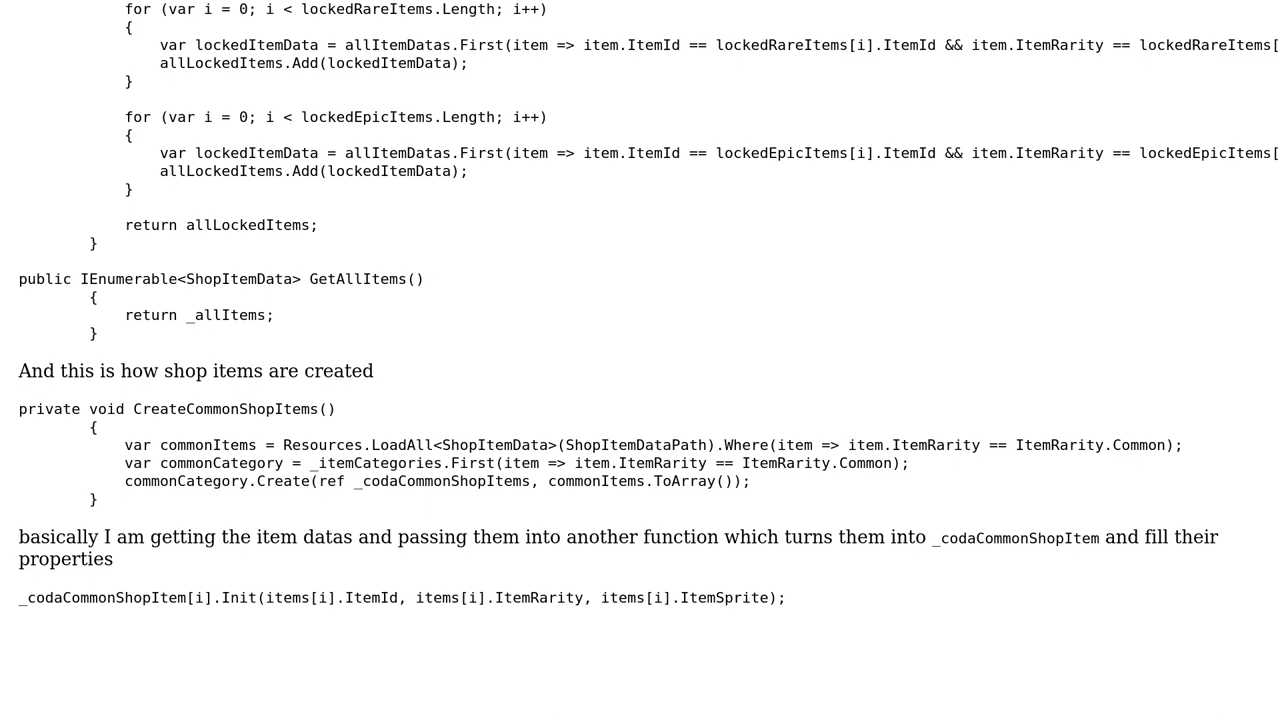 for (var i = 0; i < lockedRareItems.Length; i++)
{
var lockedItemData = allItemDatas.First(item => item.ItemId == lockedRareItems[i].ItemId && item.ItemRarity == lockedRareItems[
allLockedItems.Add(lockedItemData);
}
for (var i = 0; i < lockedEpicItems.Length; i++)
{
var lockedItemData = allItemDatas.First(item => item.ItemId == lockedEpicItems[i].ItemId && item.ItemRarity == lockedEpicItems[
allLockedItems.Add(lockedItemData);
}
return allLockedItems;
}
public IEnumerable<ShopItemData> GetAllItems()
{
return _allItems;
}
And this is how shop items are created
private void CreateCommonShopItems()
{
var commonItems = Resources.LoadAll<ShopItemData>(ShopItemDataPath).Where(item => item.ItemRarity == ItemRarity.Common);
var commonCategory = _itemCategories.First(item => item.ItemRarity == ItemRarity.Common);
commonCategory.Create(ref _codaCommonShopItems, commonItems.ToArray());
}
basically I am getting the item datas and passing them into another function which turns them into _codaCommonShopItem and fill their
properties
_codaCommonShopItem[i].Init(items[i].ItemId, items[i].ItemRarity, items[i].ItemSprite);